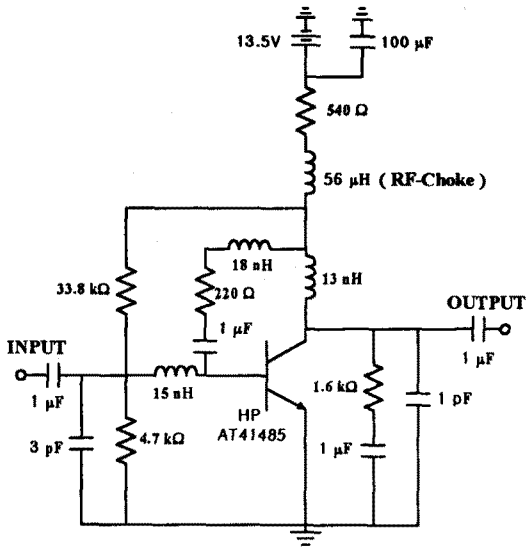 13.5V
100 µF
540 Ω
56 µH ( RF-Choke )
18 nH
33.8 kΩ
220 Ω
13 nH
1 µF
OUTPUT
INPUT
1 µF
1 µF
15 nH
1.6 kΩ
1 pF
HP
AT41485
3 pF
4.7 kΩ
1 µF